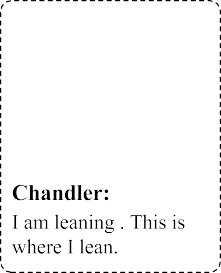 Chandler:
I am leaning . This is
where I lean.